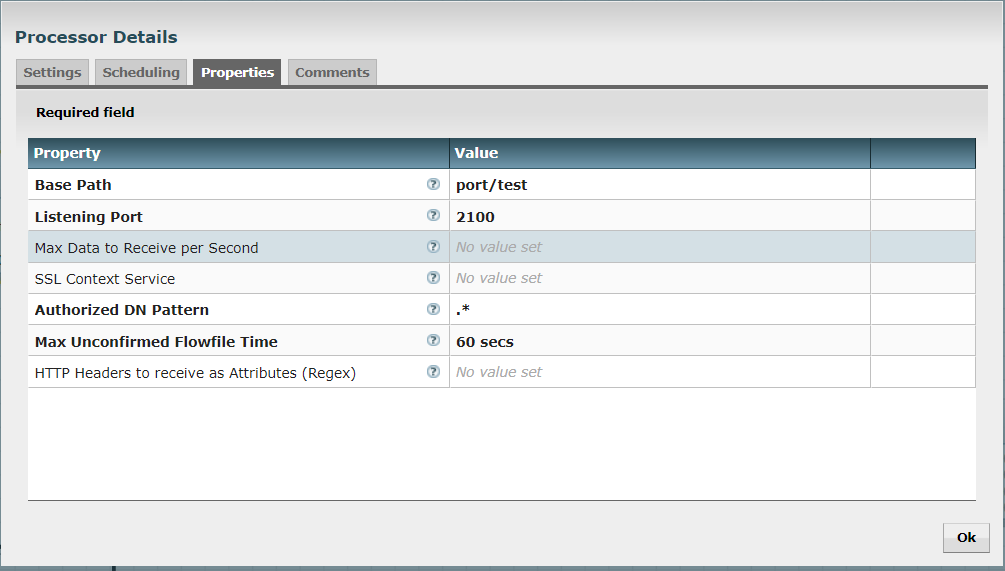 Processor Details
Settings Scheduling Properties Comments
Required field
Property Value
Base Path ? port/test
Listening Port ? 2100
Max Data to Receive per Second ? No value set
SSL Context Service ? No value set
Authorized DN Pattern ? .*
Max Unconfirmed Flowfile Time ? 60 secs
HTTP Headers to receive as Attributes (Regex) ? No value set
Ok